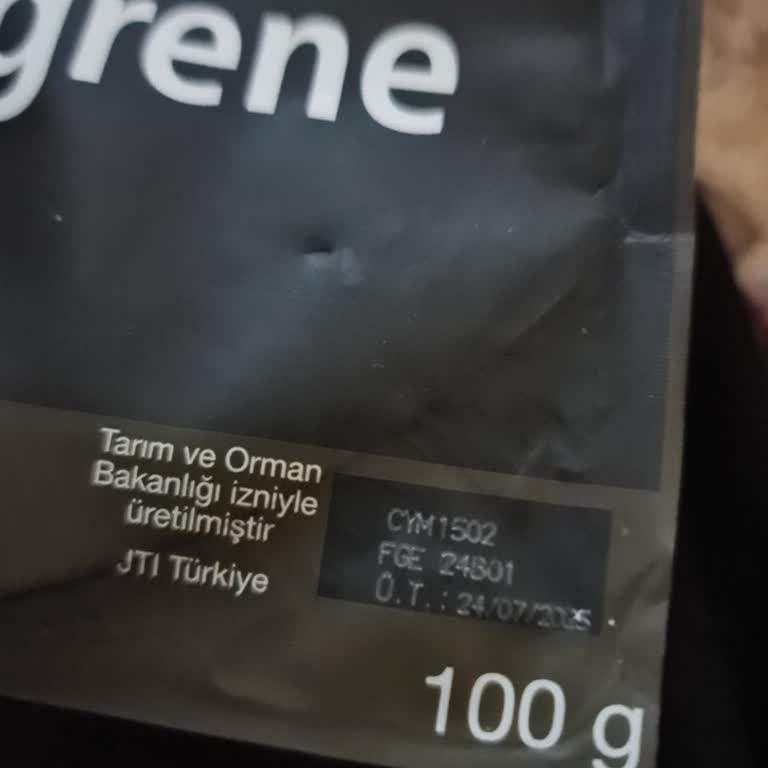 grene
Tarım ve Orman
Bakanlığı izniyle
üretilmiştir
JTI Türkiye
CYM1502
FGE 24B01
Ü.T.: 24/07/2025
100 g